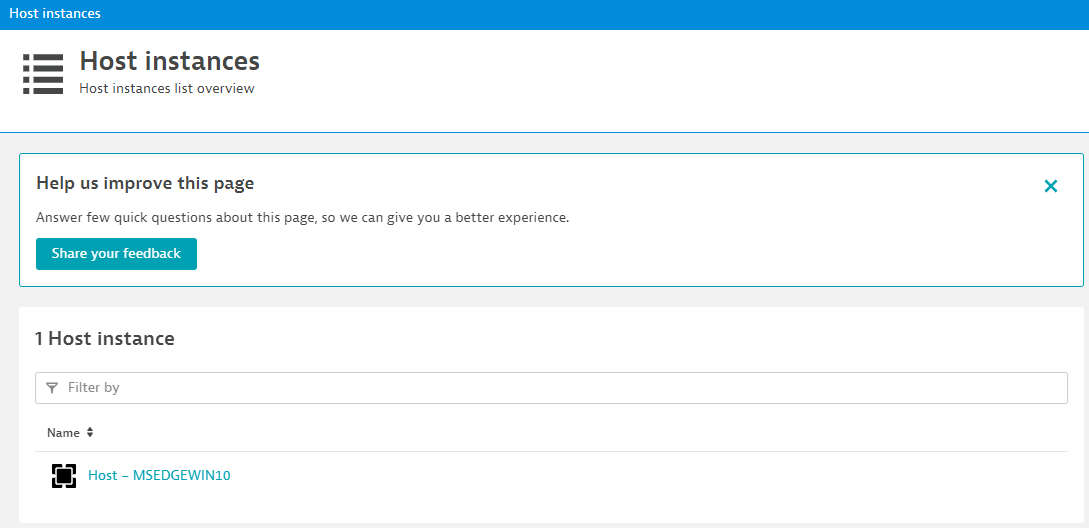 Host instances
Host instances
Host instances list overview
Help us improve this page
Answer few quick questions about this page, so we can give you a better experience.
Share your feedback
1 Host instance
Filter by
Name
Host – MSEDGEWIN10